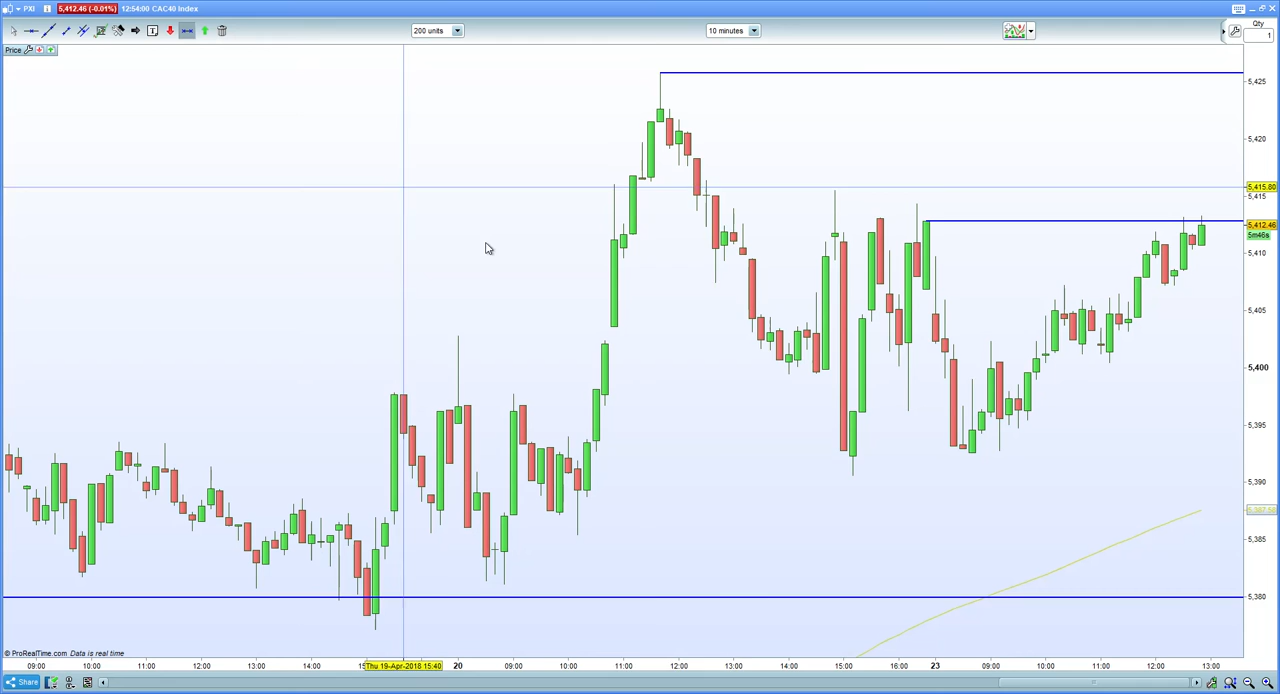 PXI 5,412.46 (-0.01%) 12:54:00 CAC40 Index
200 units
10 minutes
Qty
1
Price
5,425
5,420
5,415.80
5,415
5,412.46
5m46s
5,410
5,405
5,400
5,395
5,390
5,387.58
5,385
5,380
© ProRealTime.com Data is real time
09:00 10:00 11:00 12:00 13:00 14:00 Thu 19-Apr-2018 15:40 20 09:00 10:00 11:00 12:00 13:00 14:00 15:00 16:00 23 09:00 10:00 11:00 12:00 13:00
Share